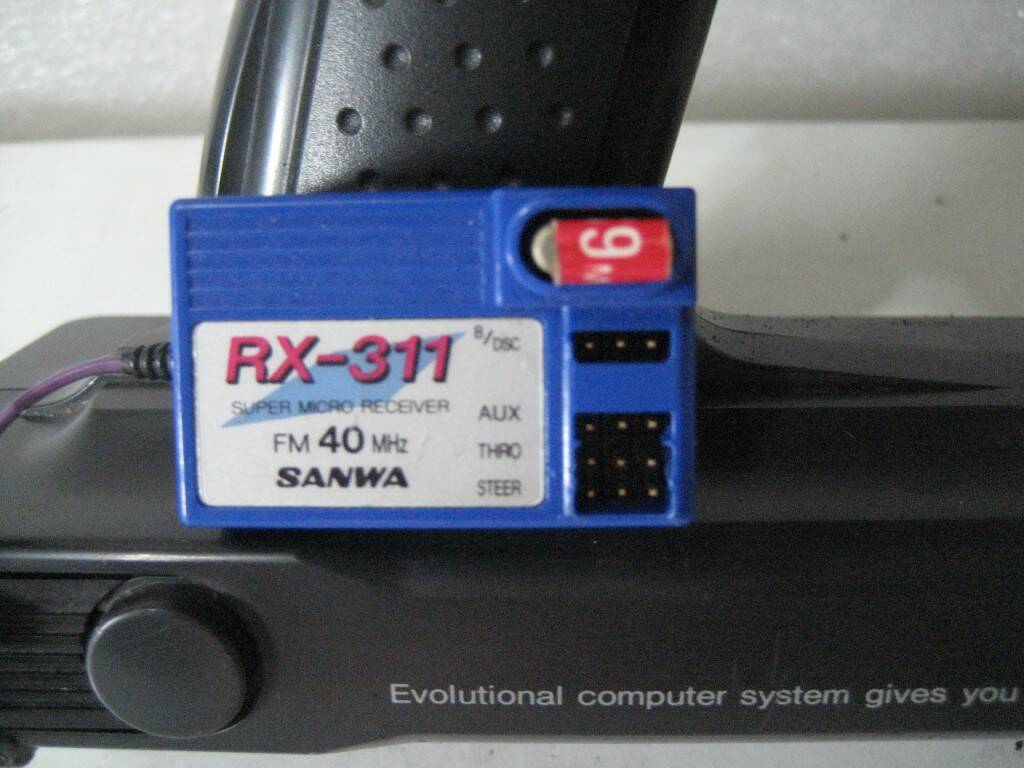 RX-311
SUPER MICRO RECEIVER
FM 40 MHz
SANWA
B/DSC
AUX
THRO
STEER
Evolutional computer system gives you